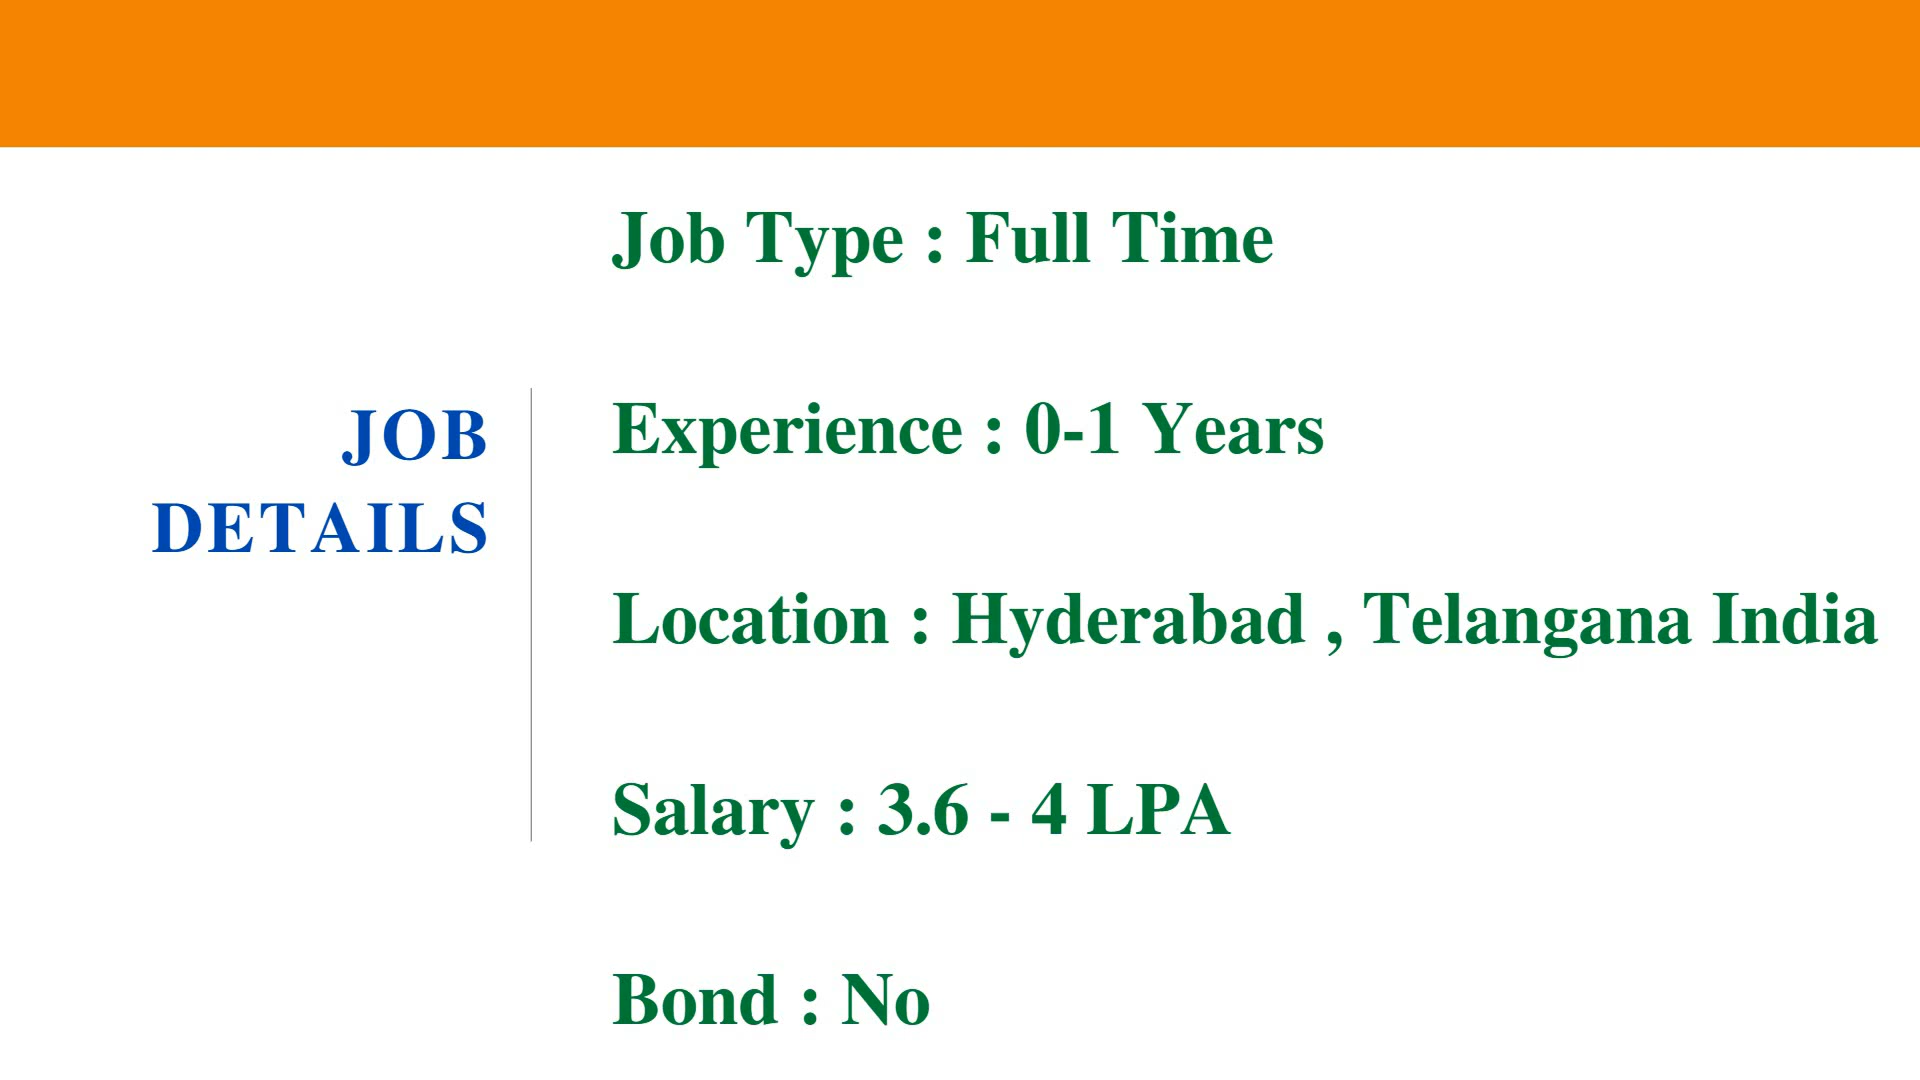 JOB
DETAILS
Job Type : Full Time
Experience : 0-1 Years
Location : Hyderabad , Telangana India
Salary : 3.6 - 4 LPA
Bond : No